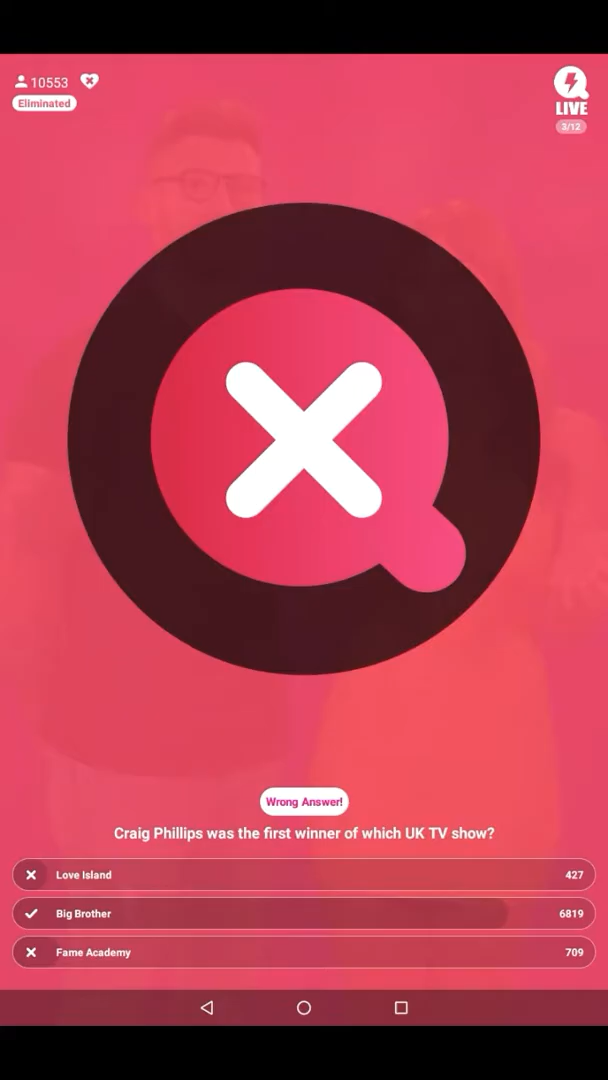 10553
Eliminated
LIVE
3/12
Wrong Answer!
Craig Phillips was the first winner of which UK TV show?
Love Island 427
Big Brother 6819
Fame Academy 709